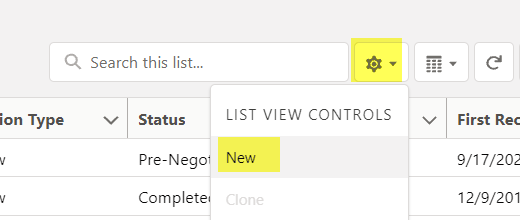 Search this list...
LIST VIEW CONTROLS
on Type Status First Rec
New
w Pre-Negot 9/17/202
w Completed 12/9/201
Clone